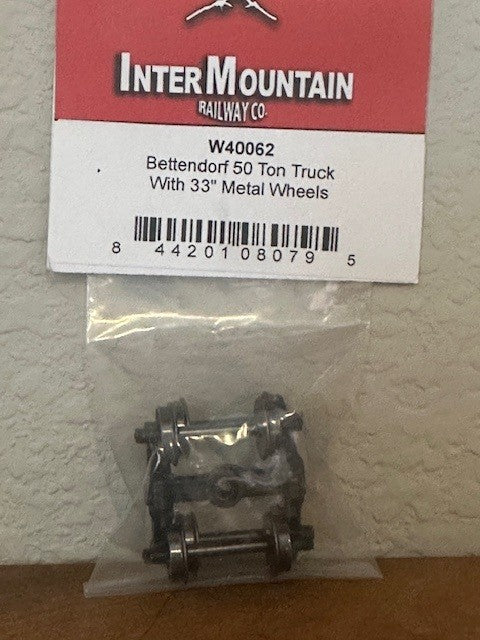 INTERMOUNTAIN
RAILWAY CO.
W40062
Bettendorf 50 Ton Truck
With 33" Metal Wheels
8 44201 08079 5